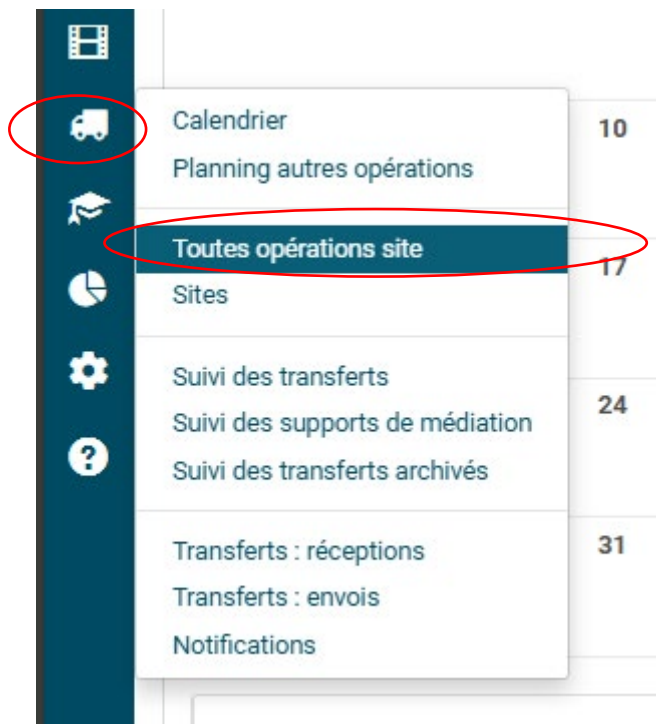 Calendrier
10
Planning autres opérations
Toutes opérations site
17
Sites
Suivi des transferts
24
Suivi des supports de médiation
?
Suivi des transferts archivés
31
Transferts : réceptions
Transferts : envois
Notifications